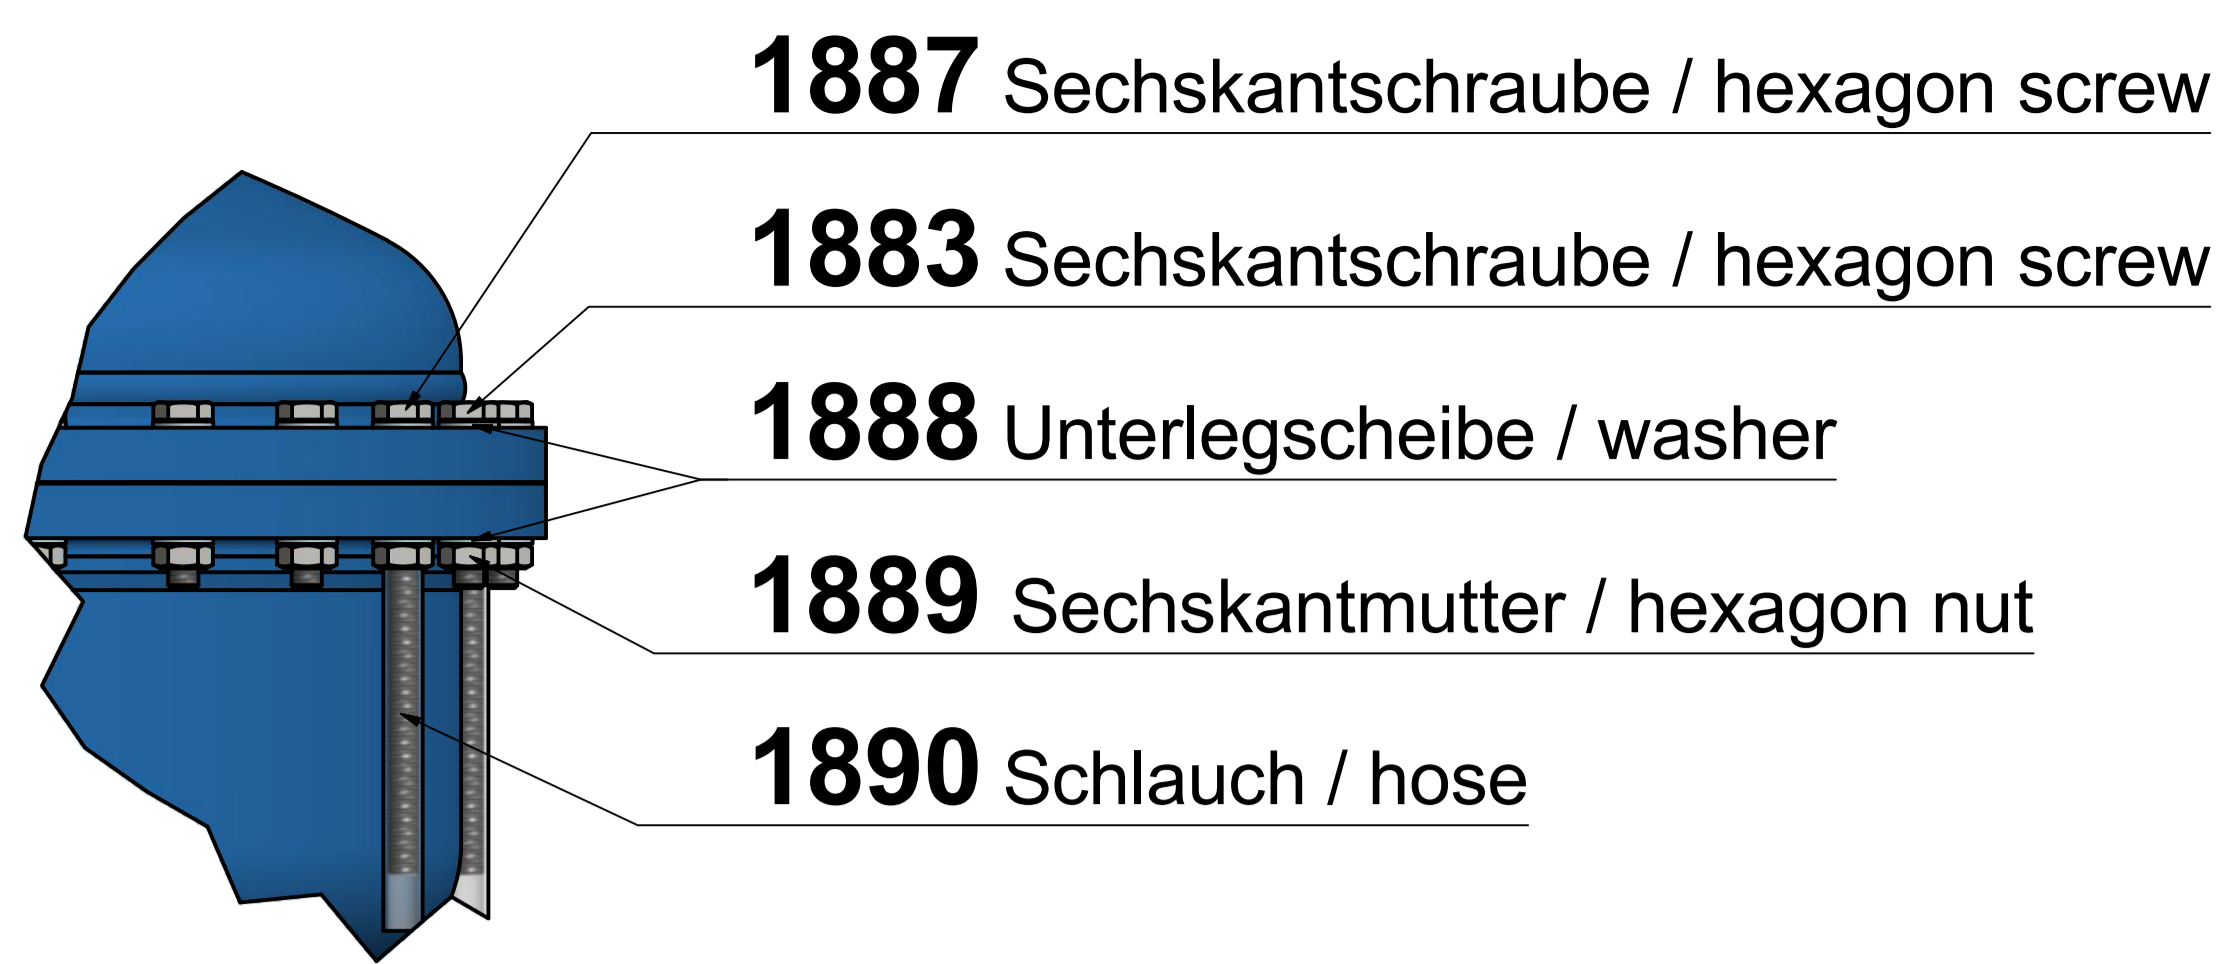 1887 Sechskantschraube / hexagon screw
1883 Sechskantschraube / hexagon screw
1888 Unterlegscheibe / washer
1889 Sechskantmutter / hexagon nut
1890 Schlauch / hose